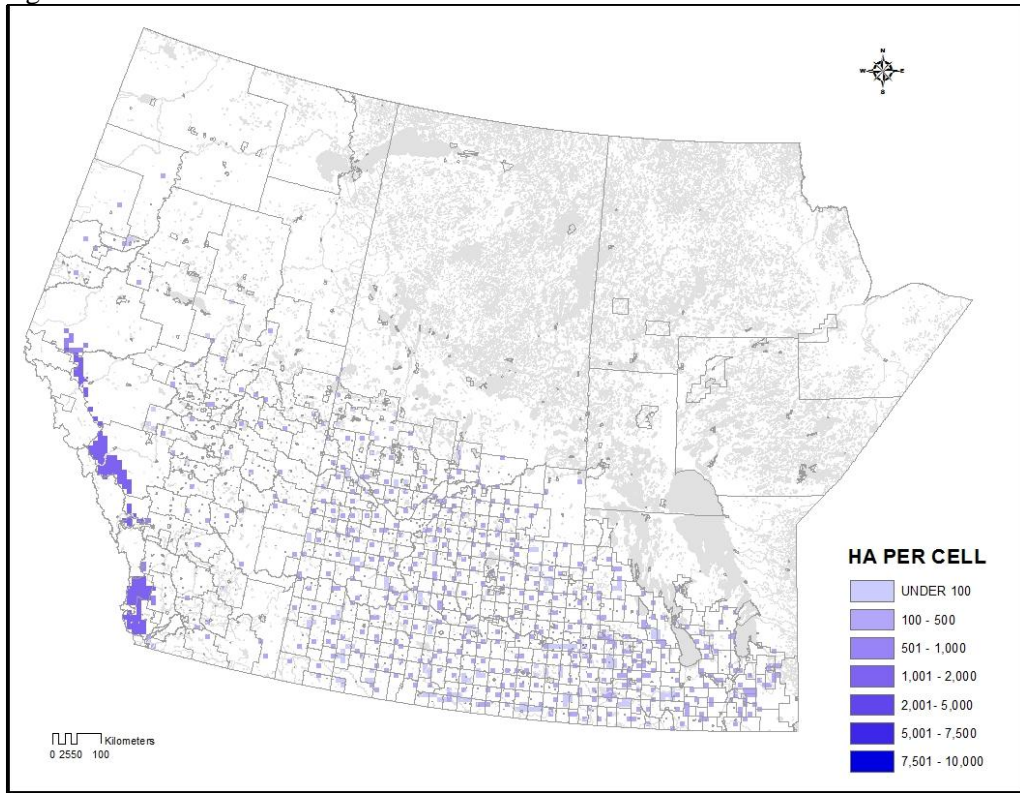 N
W E
S
HA PER CELL
UNDER 100
100 - 500
501 - 1,000
1,001 - 2,000
2,001- 5,000
5,001 - 7,500
7,501 - 10,000
Kilometers
0 2550 100